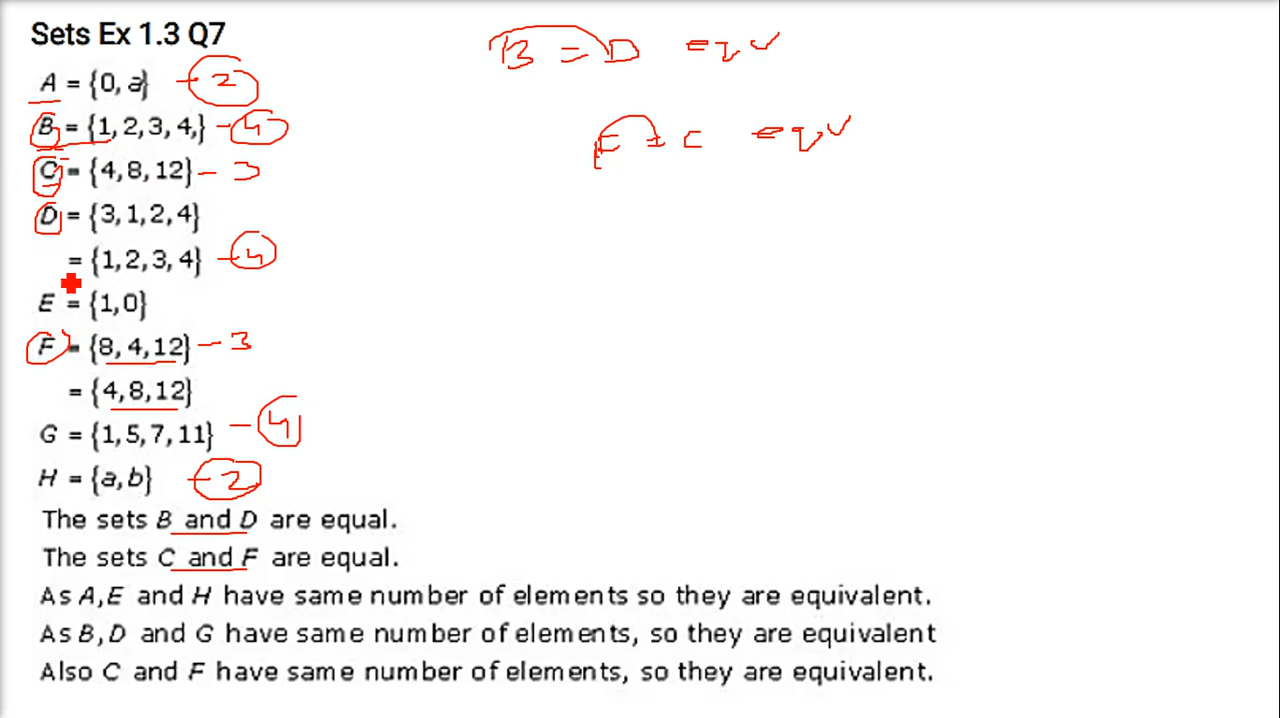 Sets Ex 1.3 Q7
B = D equ
A = {0, a} - 2
B = {1, 2, 3, 4,} - 4
F = C equ
C = {4, 8, 12} - 3
D = {3, 1, 2, 4}
= {1, 2, 3, 4} - 4
E = {1, 0}
F = {8, 4, 12} - 3
= {4, 8, 12}
G = {1, 5, 7, 11} - 4
H = {a, b} - 2
The sets B and D are equal.
The sets C and F are equal.
As A,E and H have same number of elements so they are equivalent.
As B,D and G have same number of elements, so they are equivalent
Also C and F have same number of elements, so they are equivalent.